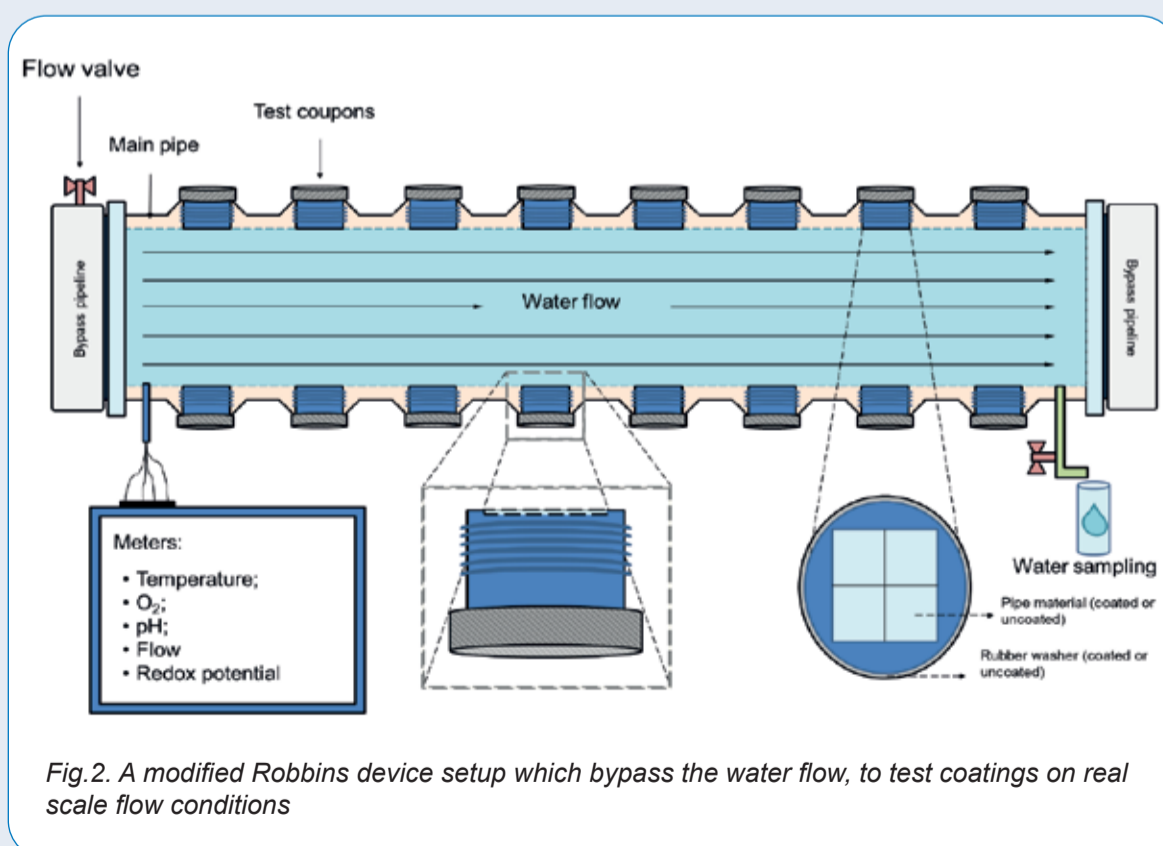 Flow valve
Test coupons
Main pipe
Bypass pipeline
Water flow
Bypass pipeline
Meters:
• Temperature;
• O₂;
• pH;
• Flow
• Redox potential
Water sampling
Pipe material (coated or
uncoated)
Rubber washer (coated or
uncoated)
Fig.2. A modified Robbins device setup which bypass the water flow, to test coatings on real
scale flow conditions